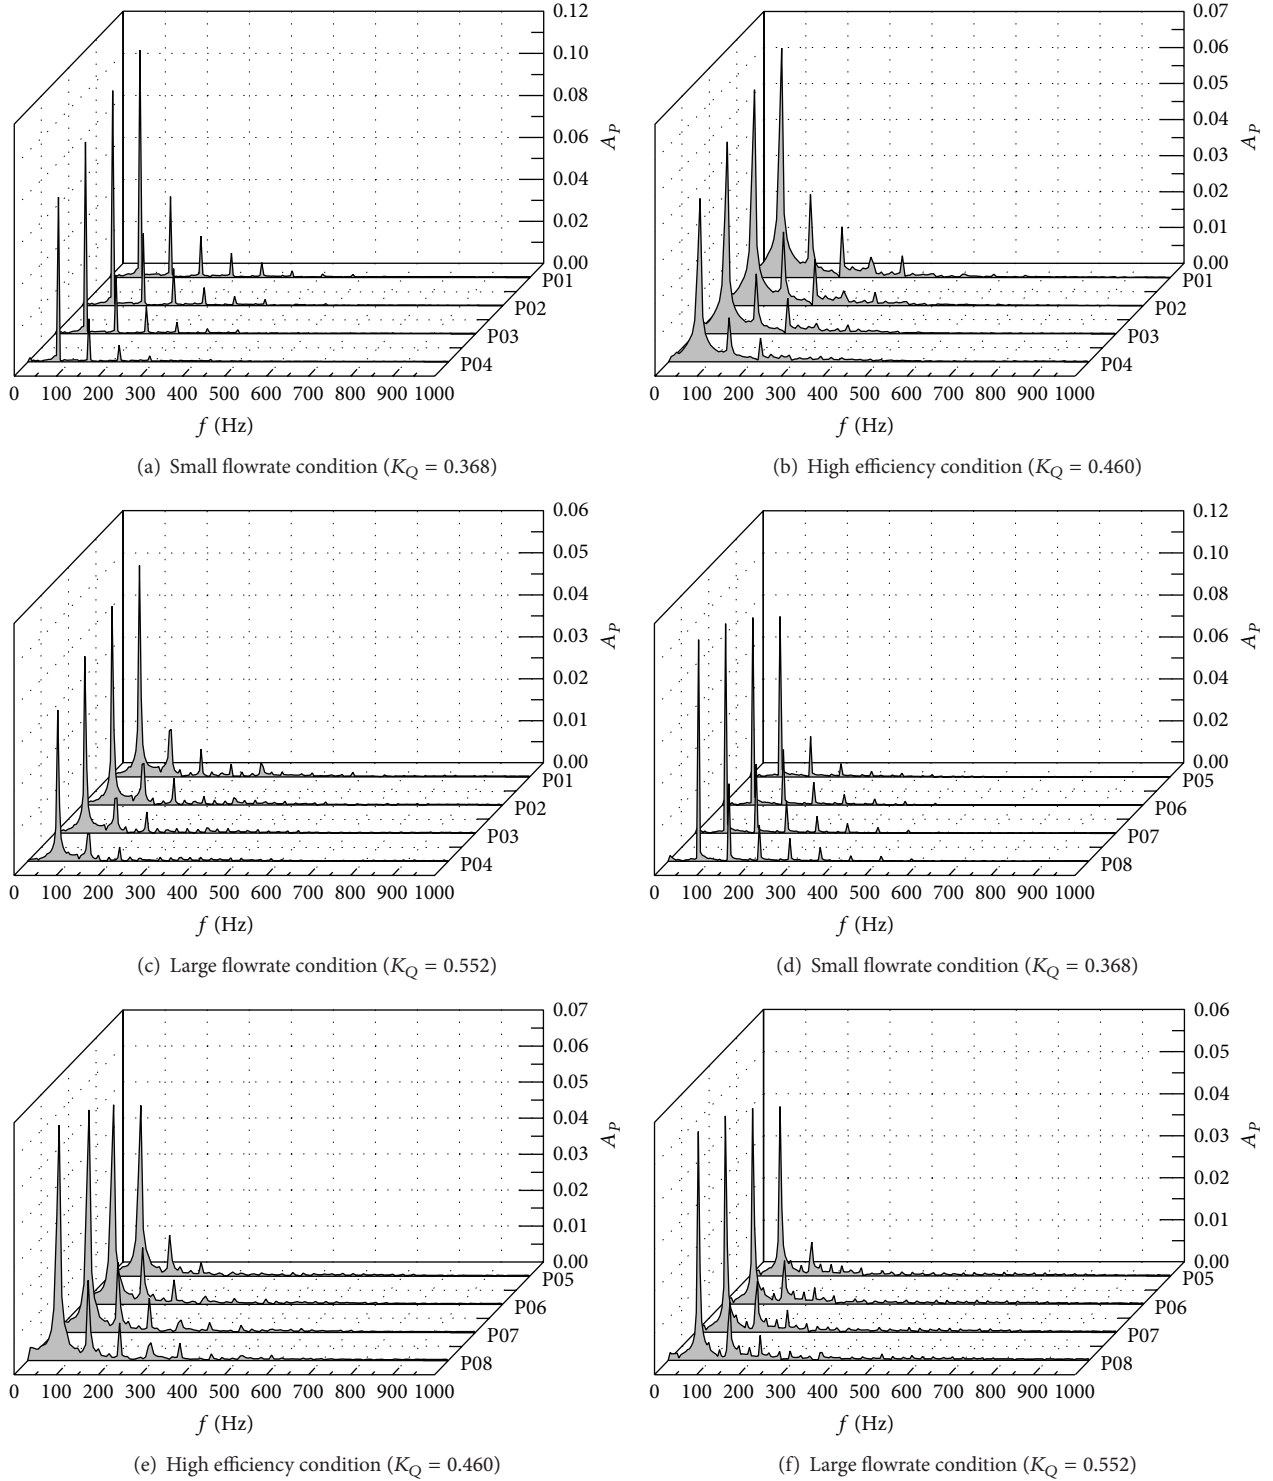 0.12
0.10
0.08
0.06
0.04
0.02
0.00
A_P
P01
P02
P03
P04
0 100 200 300 400 500 600 700 800 900 1000
f (Hz)
(a) Small flowrate condition (K_Q = 0.368)
0.07
0.06
0.05
0.04
0.03
0.02
0.01
0.00
A_P
P01
P02
P03
P04
0 100 200 300 400 500 600 700 800 900 1000
f (Hz)
(b) High efficiency condition (K_Q = 0.460)
0.06
0.05
0.04
0.03
0.02
0.01
0.00
A_P
P01
P02
P03
P04
0 100 200 300 400 500 600 700 800 900 1000
f (Hz)
(c) Large flowrate condition (K_Q = 0.552)
0.12
0.10
0.08
0.06
0.04
0.02
0.00
A_P
P05
P06
P07
P08
0 100 200 300 400 500 600 700 800 900 1000
f (Hz)
(d) Small flowrate condition (K_Q = 0.368)
0.07
0.06
0.05
0.04
0.03
0.02
0.01
0.00
A_P
P05
P06
P07
P08
0 100 200 300 400 500 600 700 800 900 1000
f (Hz)
(e) High efficiency condition (K_Q = 0.460)
0.06
0.05
0.04
0.03
0.02
0.01
0.00
A_P
P05
P06
P07
P08
0 100 200 300 400 500 600 700 800 900 1000
f (Hz)
(f) Large flowrate condition (K_Q = 0.552)